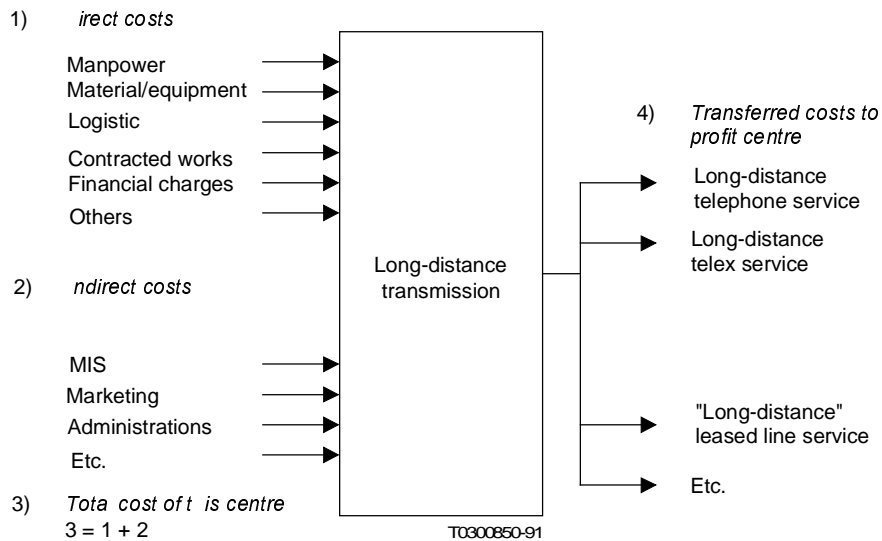 1) irect costs
Manpower
Material/equipment
Logistic
Contracted works
Financial charges
Others
2) ndirect costs
MIS
Marketing
Administrations
Etc.
3) Tota cost of t is centre
3 = 1 + 2
Long-distance
transmission
4) Transferred costs to
profit centre
Long-distance
telephone service
Long-distance
telex service
"Long-distance"
leased line service
Etc.
T0300850-91